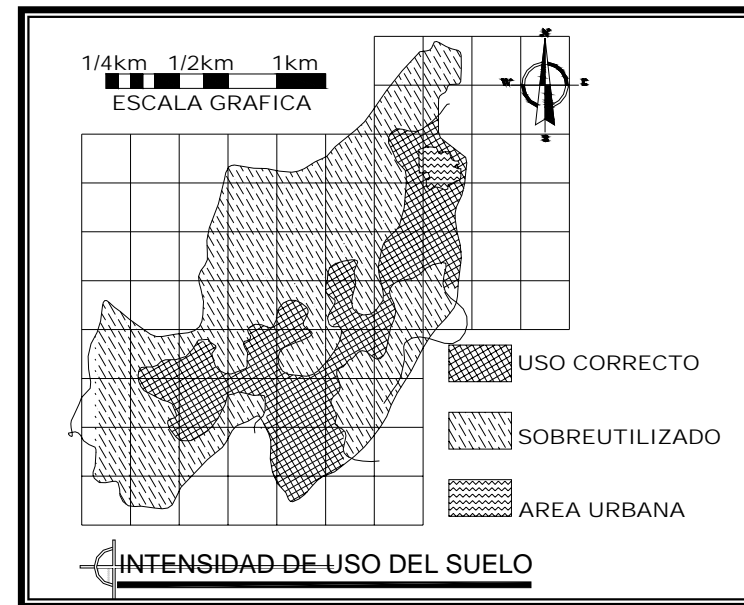 1/4km 1/2km 1km
ESCALA GRAFICA
USO CORRECTO
SOBREUTILIZADO
AREA URBANA
INTENSIDAD DE USO DEL SUELO